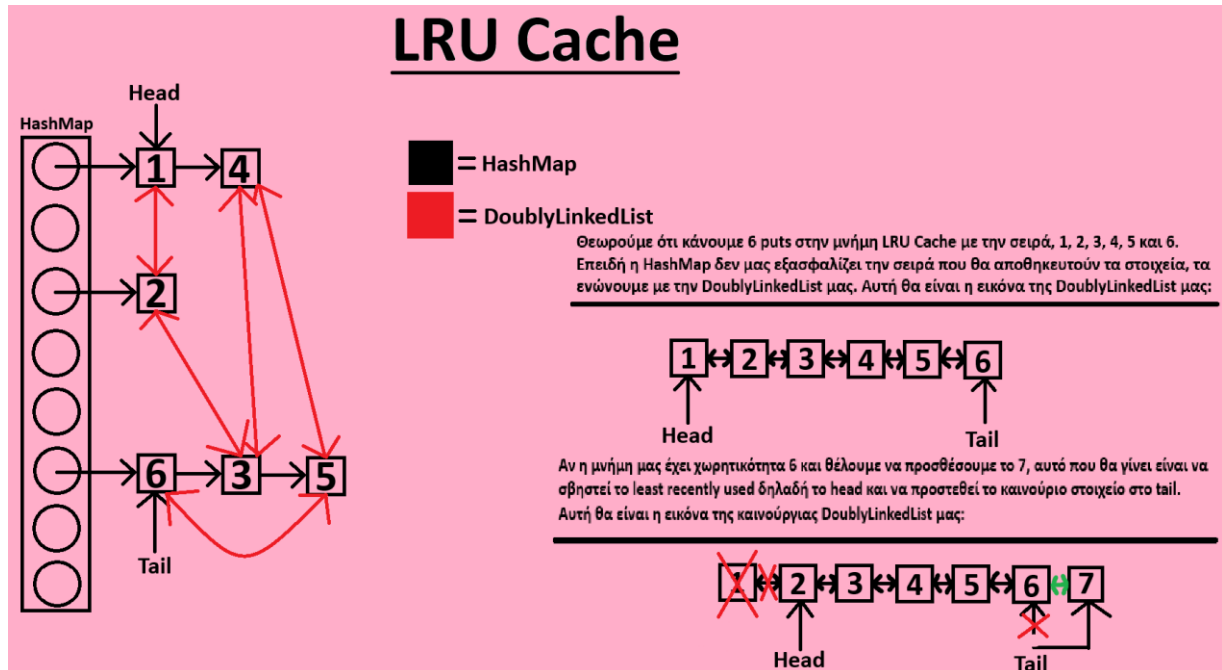 LRU Cache
Head
HashMap
1 4
2
6 3 5
Tail
= HashMap
= DoublyLinkedList
Θεωρούμε ότι κάνουμε 6 puts στην μνήμη LRU Cache με την σειρά, 1, 2, 3, 4, 5 και 6.
Επειδή η HashMap δεν μας εξασφαλίζει την σειρά που θα αποθηκευτούν τα στοιχεία, τα
ενώνουμε με την DoublyLinkedList μας. Αυτή θα είναι η εικόνα της DoublyLinkedList μας:
1 2 3 4 5 6
Head Tail
Αν η μνήμη μας έχει χωρητικότητα 6 και θέλουμε να προσθέσουμε το 7, αυτό που θα γίνει είναι να
σβηστεί το least recently used δηλαδή το head και να προστεθεί το καινούριο στοιχείο στο tail.
Αυτή θα είναι η εικόνα της καινούργιας DoublyLinkedList μας:
1 2 3 4 5 6 7
Head Tail